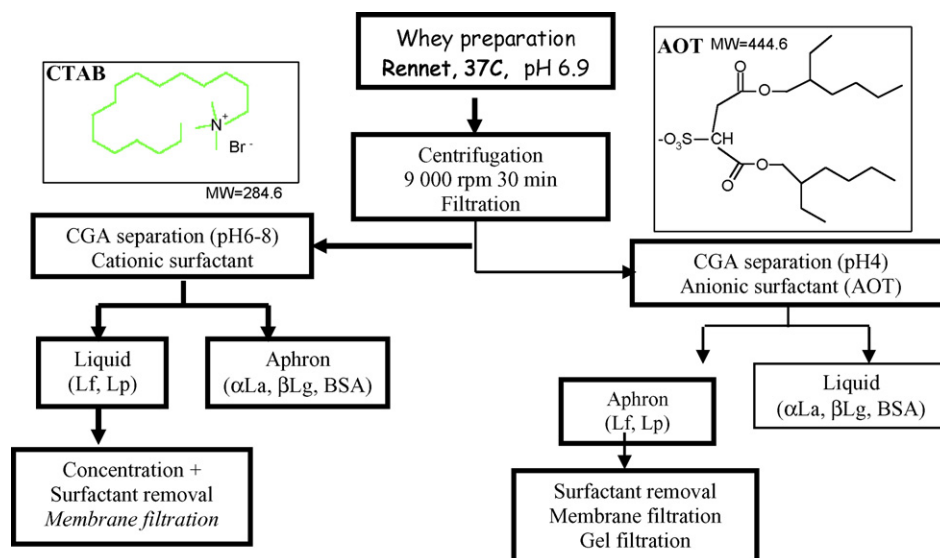 Whey preparation
Rennet, 37C, pH 6.9
CTAB
N+
Br-
MW=284.6
AOT MW=444.6
O
O
-O3S
CH
O
O
Centrifugation
9 000 rpm 30 min
Filtration
CGA separation (pH6-8)
Cationic surfactant
CGA separation (pH4)
Anionic surfactant (AOT)
Liquid
(Lf, Lp)
Aphron
(αLa, βLg, BSA)
Aphron
(Lf, Lp)
Liquid
(αLa, βLg, BSA)
Concentration +
Surfactant removal
Membrane filtration
Surfactant removal
Membrane filtration
Gel filtration